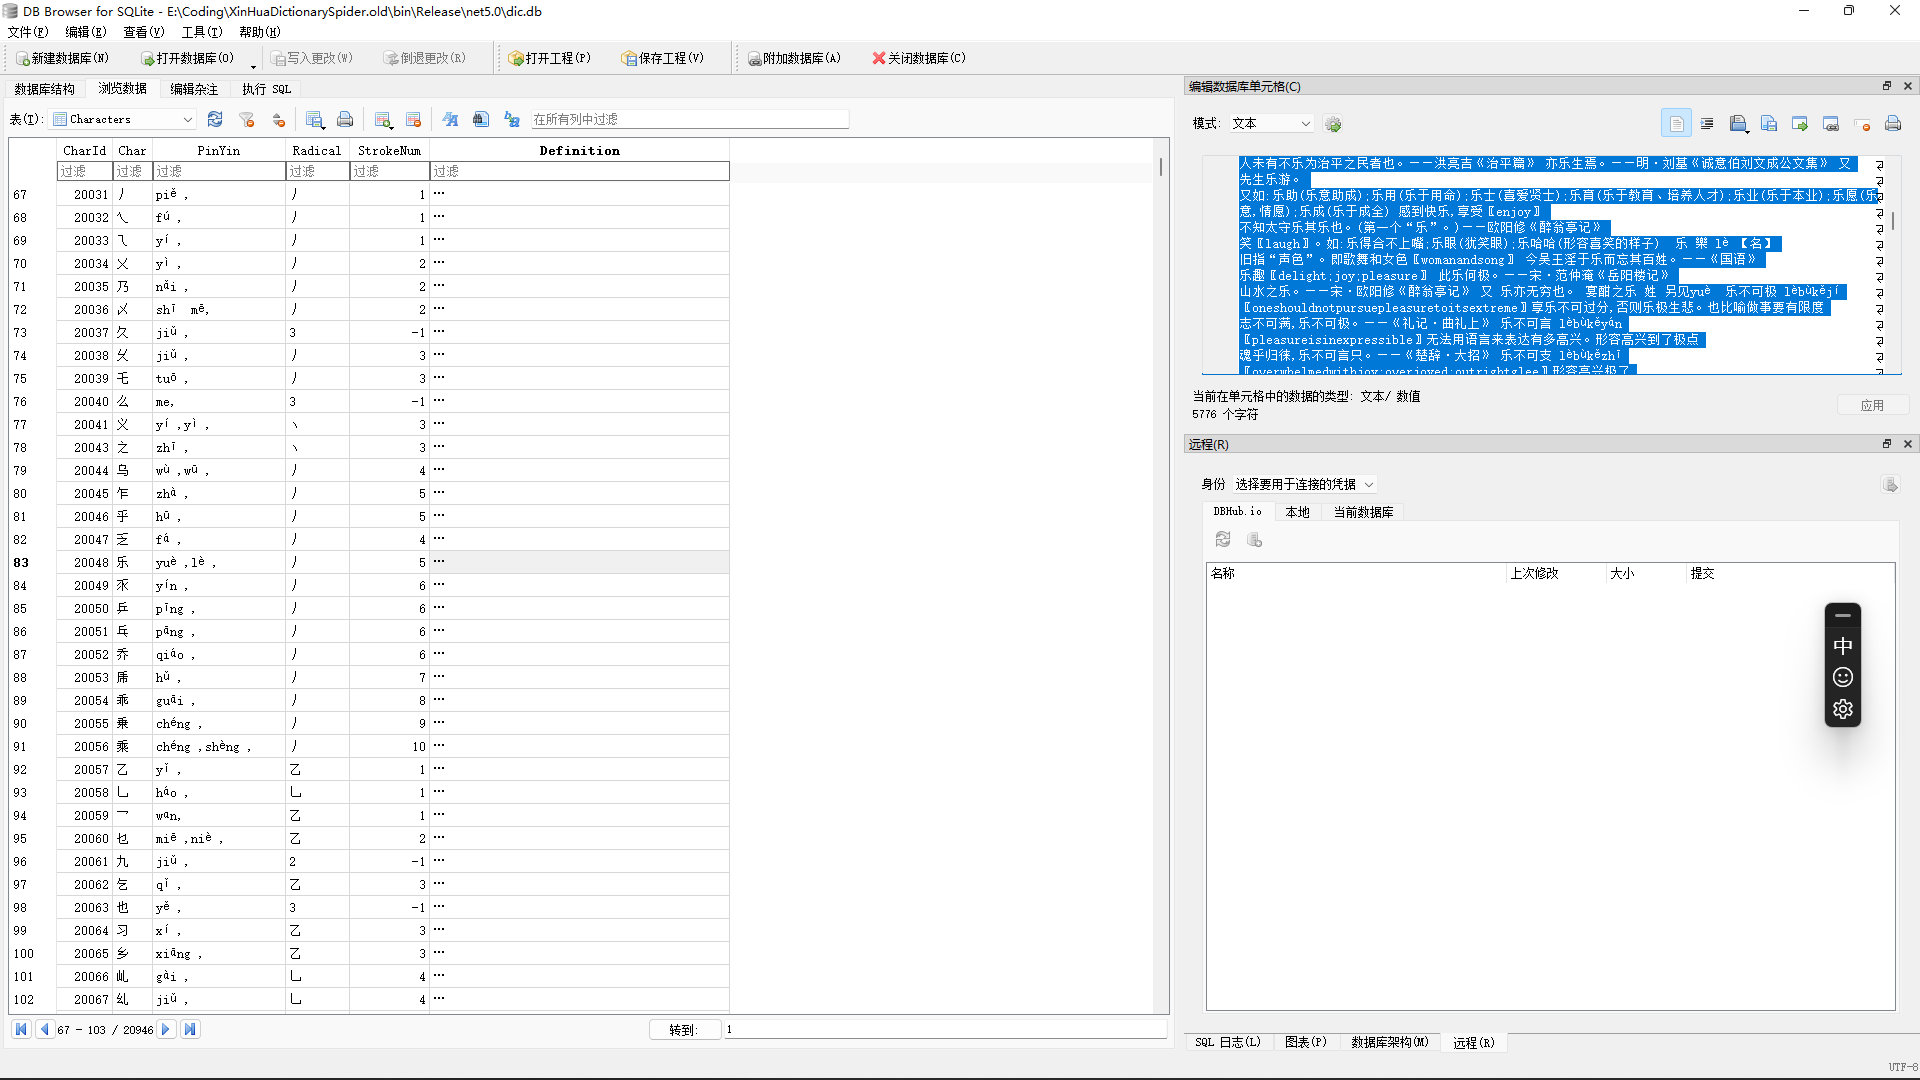 DB Browser for SQLite - E:\Coding\XinHuaDictionarySpider.old\bin\Release\net5.0\dic.db
文件(F) 编辑(E) 查看(V) 工具(T) 帮助(H)
新建数据库(N) 打开数据库(O) 写入更改(W) 倒退更改(R) 打开工程(P) 保存工程(V) 附加数据库(A) 关闭数据库(C)
数据库结构 浏览数据 编辑杂注 执行 SQL
表(T): Characters 在所有列中过滤
CharId Char PinYin Radical StrokeNum Definition
过滤 过滤 过滤 过滤 过滤 过滤
67 20031 丿 piě , 丿 1 ···
68 20032 乀 fú , 丿 1 ···
69 20033 乁 yí , 丿 1 ···
70 20034 乂 yì , 丿 2 ···
71 20035 乃 nǎi , 丿 2 ···
72 20036 乄 shī mě, 丿 2 ···
73 20037 久 jiǔ , 3 -1 ···
74 20038 乆 jiǔ , 丿 3 ···
75 20039 乇 tuō , 丿 3 ···
76 20040 么 me, 3 -1 ···
77 20041 义 yí ,yì , 丶 3 ···
78 20043 之 zhī , 丶 3 ···
79 20044 乌 wù ,wū , 丿 4 ···
80 20045 乍 zhà , 丿 5 ···
81 20046 乎 hū , 丿 5 ···
82 20047 乏 fá , 丿 4 ···
83 20048 乐 yuè ,lè , 丿 5 ···
84 20049 乑 yín , 丿 6 ···
85 20050 乒 pīng , 丿 6 ···
86 20051 乓 pāng , 丿 6 ···
87 20052 乔 qiáo , 丿 6 ···
88 20053 乕 hǔ , 丿 7 ···
89 20054 乖 guāi , 丿 8 ···
90 20055 乗 chéng , 丿 9 ···
91 20056 乘 chéng ,shèng , 丿 10 ···
92 20057 乙 yǐ , 乙 1 ···
93 20058 乚 háo , 乚 1 ···
94 20059 乛 wan, 乙 1 ···
95 20060 乜 miē ,niè , 乙 2 ···
96 20061 九 jiǔ , 2 -1 ···
97 20062 乞 qǐ , 乙 3 ···
98 20063 也 yě , 3 -1 ···
99 20064 习 xí , 乙 3 ···
100 20065 乡 xiāng , 乙 3 ···
101 20066 乢 gài , 乚 4 ···
102 20067 乣 jiǔ , 乚 4 ···
67 - 103 / 20946 转到: 1
编辑数据库单元格(C)
模式: 文本
人未有不乐为治平之民者也。——洪亮吉《治平篇》 亦乐生焉。——明·刘基《诚意伯刘文成公文集》 又
先生乐游。
又如:乐助(乐意助成);乐用(乐于用命);乐士(喜爱贤士);乐育(乐于教育、培养人才);乐业(乐于本业);乐愿(乐
意,情愿);乐成(乐于成全) 感到快乐,享受〖enjoy〗
不知太守乐其乐也。(第一个“乐”。)——欧阳修《醉翁亭记》
笑〖laugh〗。如:乐得合不上嘴;乐眼(犹笑眼);乐哈哈(形容喜笑的样子) 乐 樂 lè 【名】
旧指“声色”。即歌舞和女色〖womanandsong〗 今吴王淫于乐而忘其百姓。——《国语》
乐趣〖delight;joy;pleasure〗 此乐何极。——宋·范仲淹《岳阳楼记》
山水之乐。——宋·欧阳修《醉翁亭记》 又 乐亦无穷也。 宴酣之乐 姓 另见yuè 乐不可极 lèbùkějí
〖oneshouldnotpursuepleasuretoitsextreme〗享乐不可过分,否则乐极生悲。也比喻做事要有限度
志不可满,乐不可极。——《礼记·曲礼上》 乐不可言 lèbùkěyán
〖pleasureisinexpressible〗无法用语言来表达有多高兴。形容高兴到了极点
魂乎归徕,乐不可言只。——《楚辞·大招》 乐不可支 lèbùkězhī
〖overwhelmedwithjoy;overjoyed;outrightglee〗形容高兴极了
当前在单元格中的数据的类型: 文本/ 数值
5776 个字符
应用
远程(R)
身份 选择要用于连接的凭据
DBHub.io 本地 当前数据库
名称 上次修改 大小 提交
中
SQL 日志(L) 图表(P) 数据库架构(M) 远程(R)
UTF-8